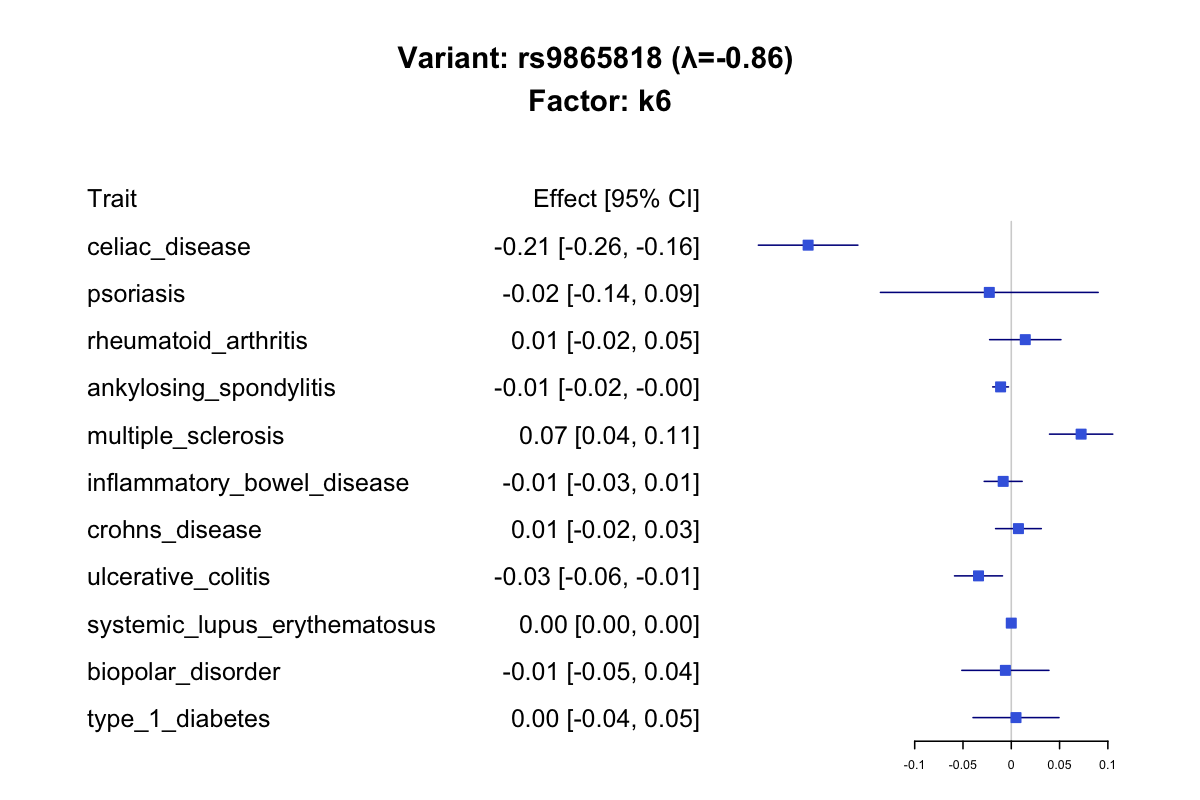 Variant: rs9865818 (λ=-0.86)
Factor: k6
Trait Effect [95% CI]
celiac_disease -0.21 [-0.26, -0.16]
psoriasis -0.02 [-0.14, 0.09]
rheumatoid_arthritis 0.01 [-0.02, 0.05]
ankylosing_spondylitis -0.01 [-0.02, -0.00]
multiple_sclerosis 0.07 [0.04, 0.11]
inflammatory_bowel_disease -0.01 [-0.03, 0.01]
crohns_disease 0.01 [-0.02, 0.03]
ulcerative_colitis -0.03 [-0.06, -0.01]
systemic_lupus_erythematosus 0.00 [0.00, 0.00]
biopolar_disorder -0.01 [-0.05, 0.04]
type_1_diabetes 0.00 [-0.04, 0.05]
-0.1 -0.05 0 0.05 0.1